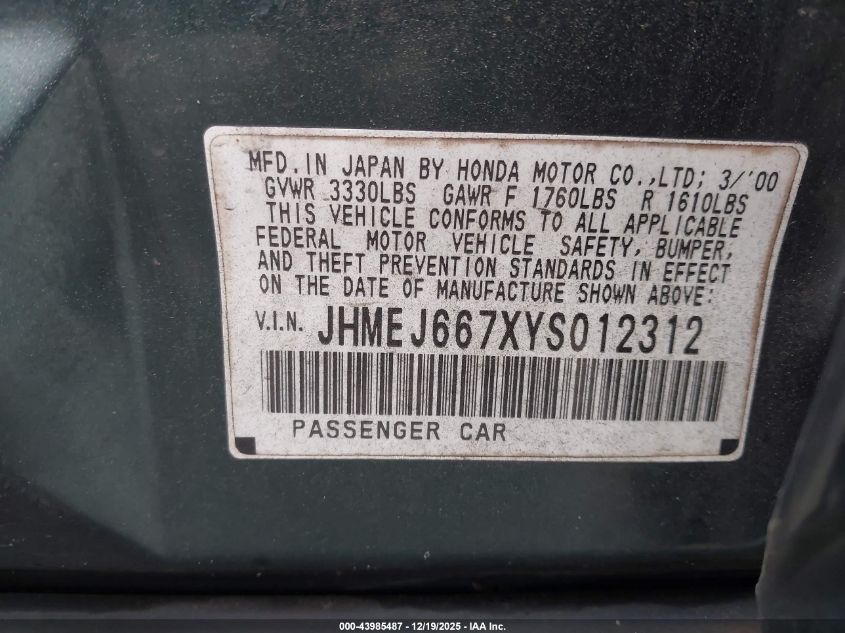 MFD. IN JAPAN BY HONDA MOTOR CO.,LTD; 3/'00
GVWR 3330LBS GAWR F 1760LBS R 1610LBS
THIS VEHICLE CONFORMS TO ALL APPLICABLE
FEDERAL MOTOR VEHICLE SAFETY, BUMPER,
AND THEFT PREVENTION STANDARDS IN EFFECT
ON THE DATE OF MANUFACTURE SHOWN ABOVE:
V.I.N. JHMEJ667XYS012312
PASSENGER CAR
000-43985487 - 12/19/2025 - IAA Inc.